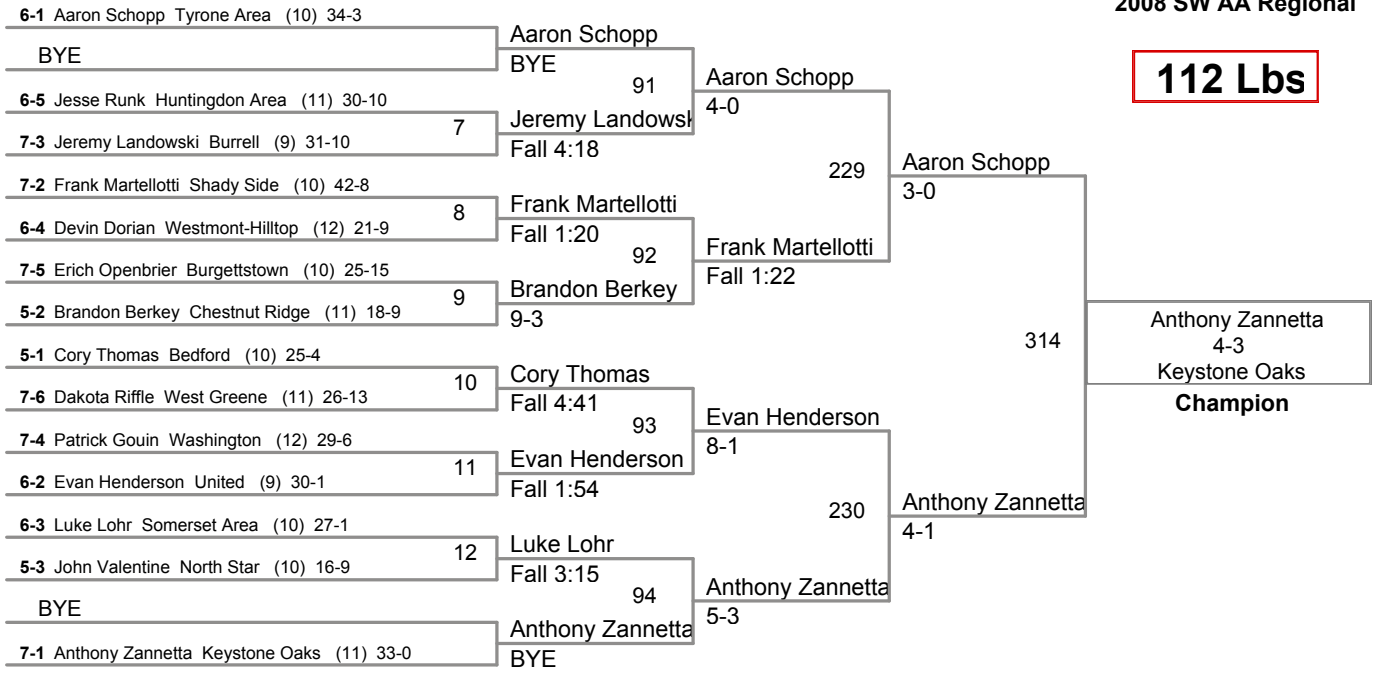 2008 SW AA Regional
112 Lbs
6-1 Aaron Schopp Tyrone Area (10) 34-3
BYE
6-5 Jesse Runk Huntingdon Area (11) 30-10
7-3 Jeremy Landowski Burrell (9) 31-10
7-2 Frank Martellotti Shady Side (10) 42-8
6-4 Devin Dorian Westmont-Hilltop (12) 21-9
7-5 Erich Openbrier Burgettstown (10) 25-15
5-2 Brandon Berkey Chestnut Ridge (11) 18-9
5-1 Cory Thomas Bedford (10) 25-4
7-6 Dakota Riffle West Greene (11) 26-13
7-4 Patrick Gouin Washington (12) 29-6
6-2 Evan Henderson United (9) 30-1
6-3 Luke Lohr Somerset Area (10) 27-1
5-3 John Valentine North Star (10) 16-9
BYE
7-1 Anthony Zannetta Keystone Oaks (11) 33-0
7
8
9
10
11
12
Aaron Schopp
BYE
Jeremy Landowsk
Fall 4:18
Frank Martellotti
Fall 1:20
Brandon Berkey
9-3
Cory Thomas
Fall 4:41
Evan Henderson
Fall 1:54
Luke Lohr
Fall 3:15
Anthony Zannetta
BYE
91
92
93
94
Aaron Schopp
4-0
Frank Martellotti
Fall 1:22
Evan Henderson
8-1
Anthony Zannetta
5-3
229
230
Aaron Schopp
3-0
Anthony Zannetta
4-1
314
Anthony Zannetta
4-3
Keystone Oaks
Champion